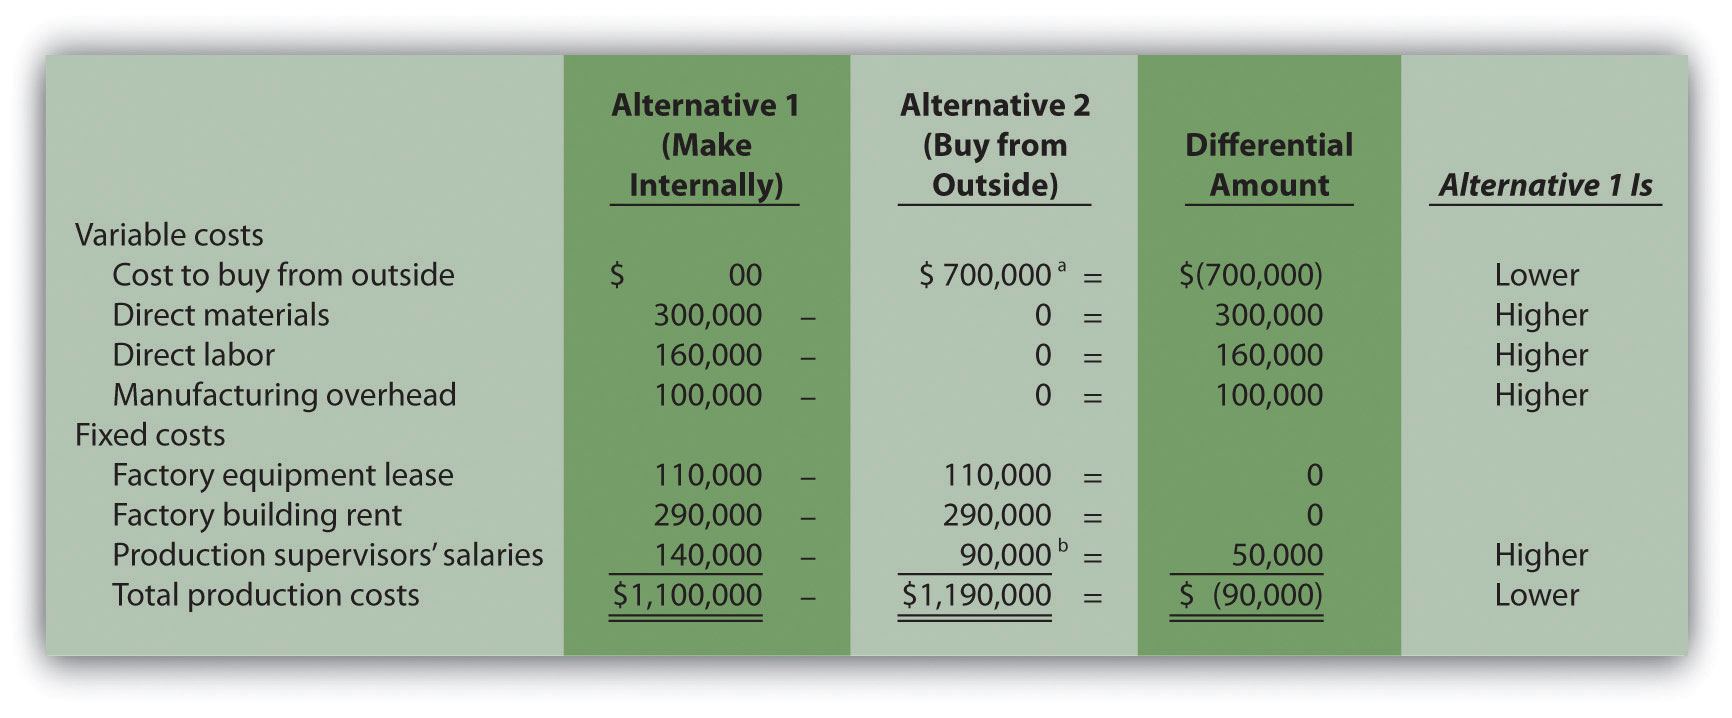 Alternative 1 (Make Internally) Alternative 2 (Buy from Outside) Differential Amount Alternative 1 Is
Variable costs
Cost to buy from outside $ 00 $ 700,000 a = $(700,000) Lower
Direct materials 300,000 – 0 = 300,000 Higher
Direct labor 160,000 – 0 = 160,000 Higher
Manufacturing overhead 100,000 – 0 = 100,000 Higher
Fixed costs
Factory equipment lease 110,000 – 110,000 = 0
Factory building rent 290,000 – 290,000 = 0
Production supervisors’ salaries 140,000 – 90,000 b = 50,000 Higher
Total production costs $1,100,000 – $1,190,000 = $ (90,000) Lower